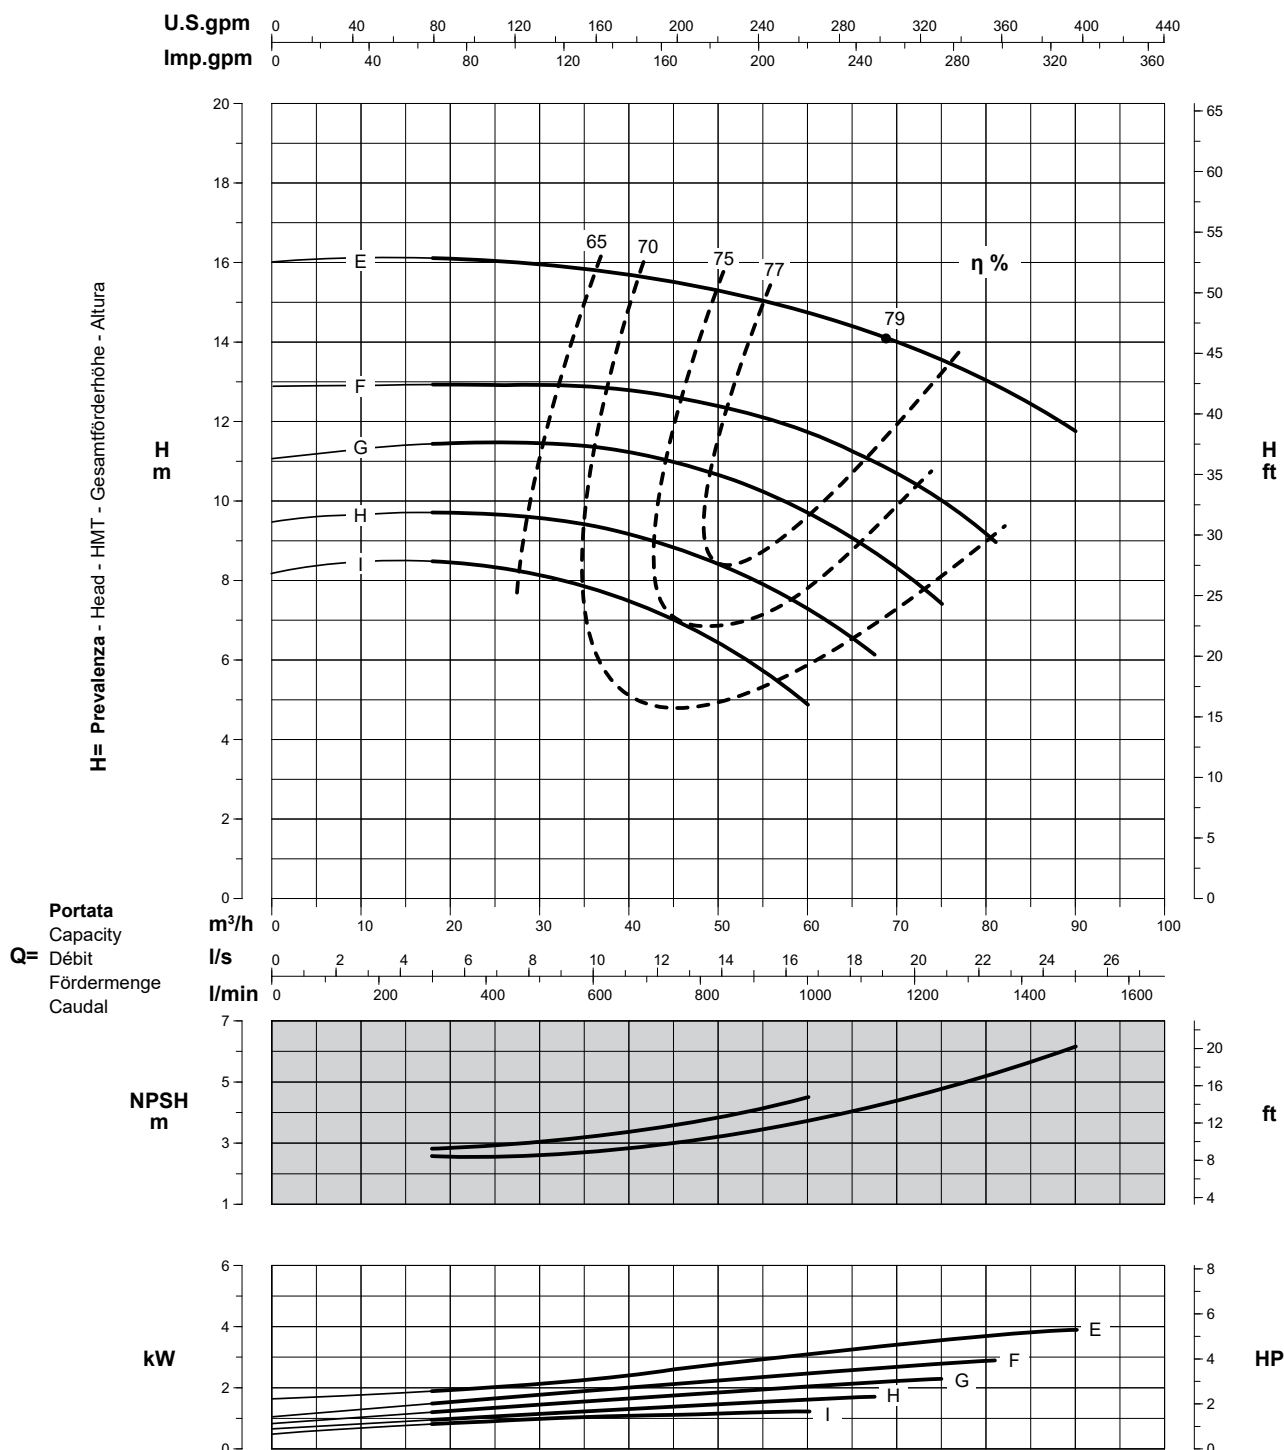 U.S.gpm 0 40 80 120 160 200 240 280 320 360 400 440
Imp.gpm 0 40 80 120 160 200 240 280 320 360
20
18
16
14
12
10
8
6
4
2
0
H= Prevalenza - Head - HMT - Gesamtförderhöhe - Altura
H
m
65
60
55
50
45
40
35
30
25
20
15
10
5
0
H
ft
65 70 75 77
η %
79
E
F
G
H
I
Q=
Portata
Capacity
Débit
Fördermenge
Caudal
m³/h 0 10 20 30 40 50 60 70 80 90 100
l/s 0 2 4 6 8 10 12 14 16 18 20 22 24 26
l/min 0 200 400 600 800 1000 1200 1400 1600
NPSH
m
7
5
3
1
20
16
12
8
4
ft
kW
6
4
2
0
E
F
G
H
I
8
6
4
2
0
HP